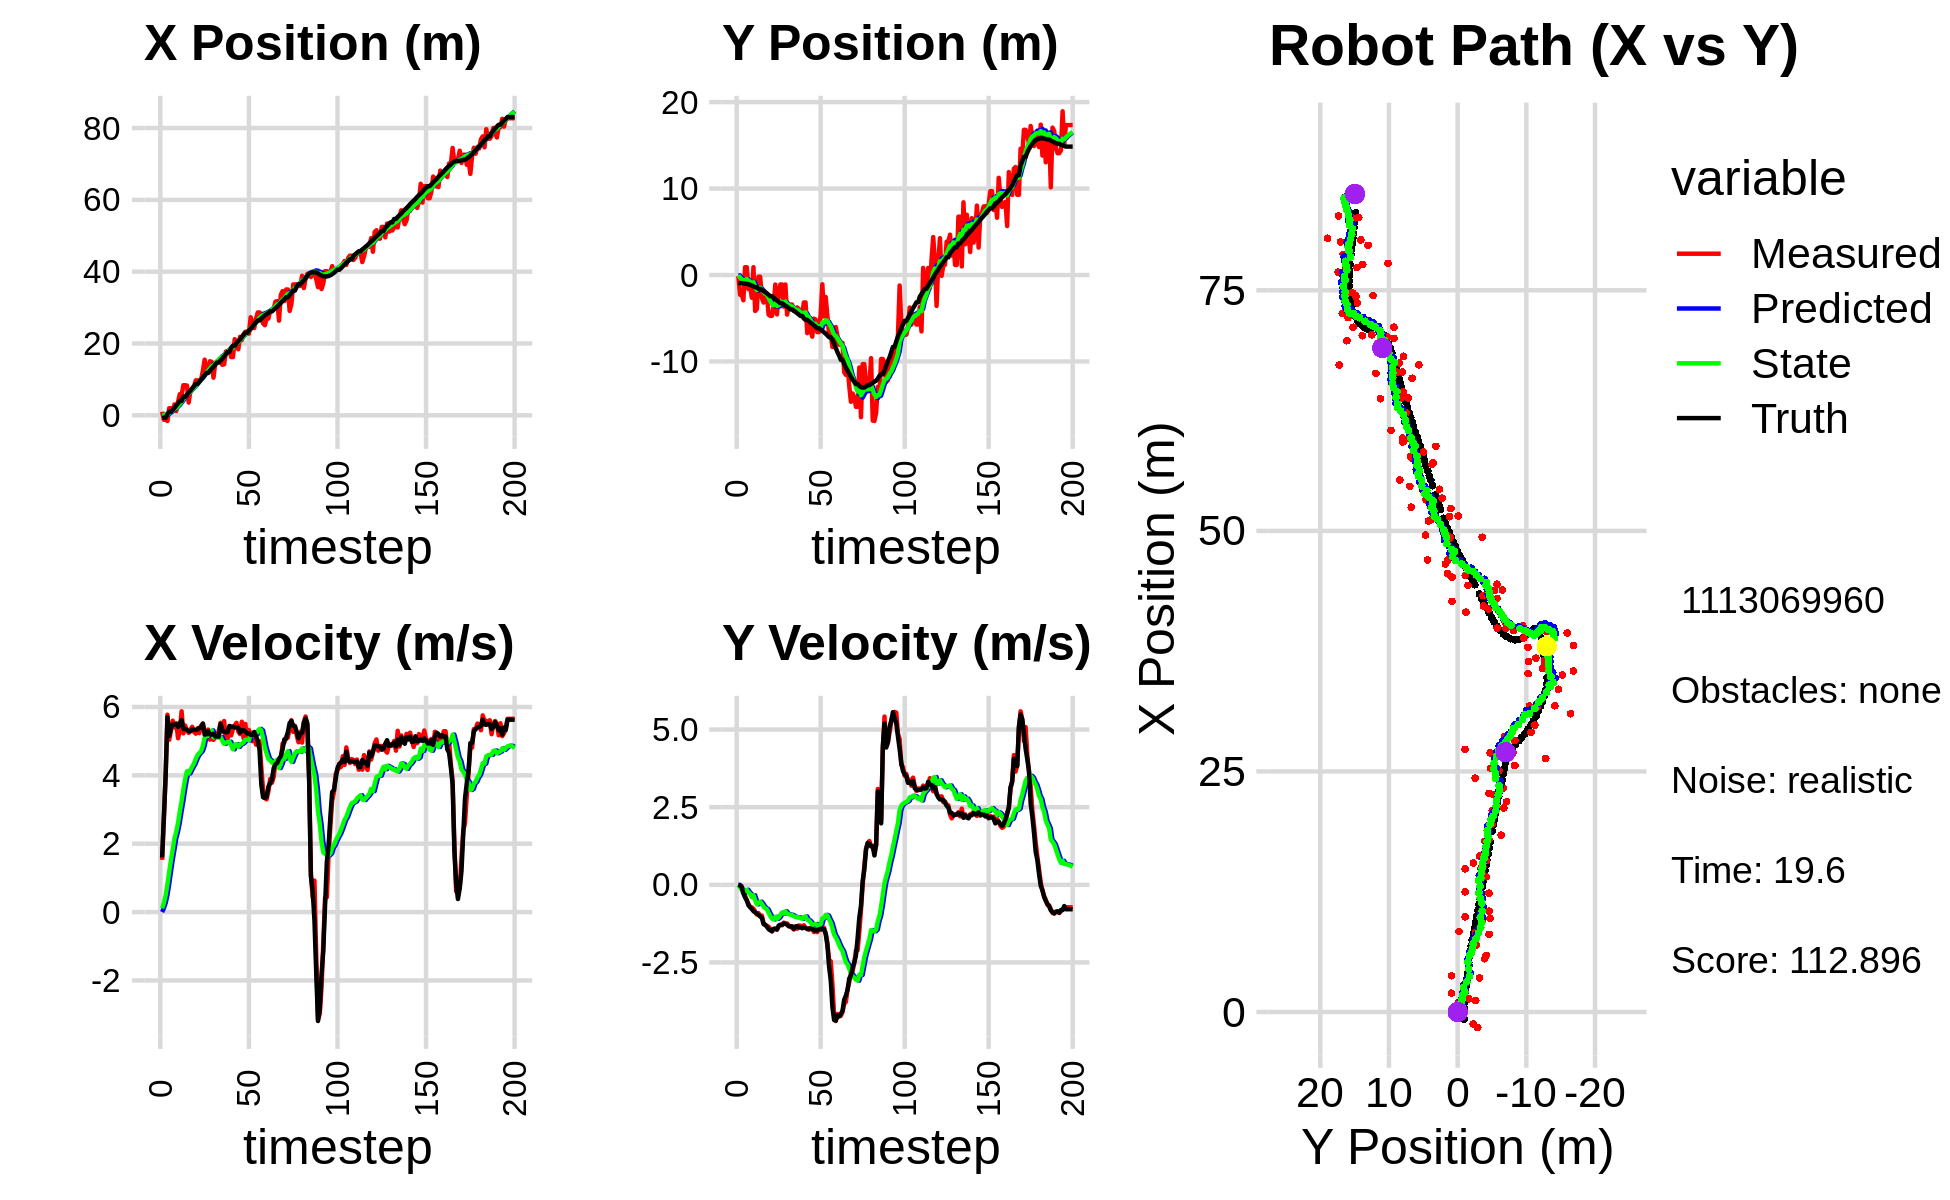 X Position (m)
80
60
40
20
0
0
50
100
150
200
timestep
Y Position (m)
20
10
0
-10
0
50
100
150
200
timestep
X Velocity (m/s)
6
4
2
0
-2
0
50
100
150
200
timestep
Y Velocity (m/s)
5.0
2.5
0.0
-2.5
0
50
100
150
200
timestep
Robot Path (X vs Y)
X Position (m)
75
50
25
0
20 10 0 -10 -20
Y Position (m)
variable
Measured
Predicted
State
Truth
1113069960
Obstacles: none
Noise: realistic
Time: 19.6
Score: 112.896